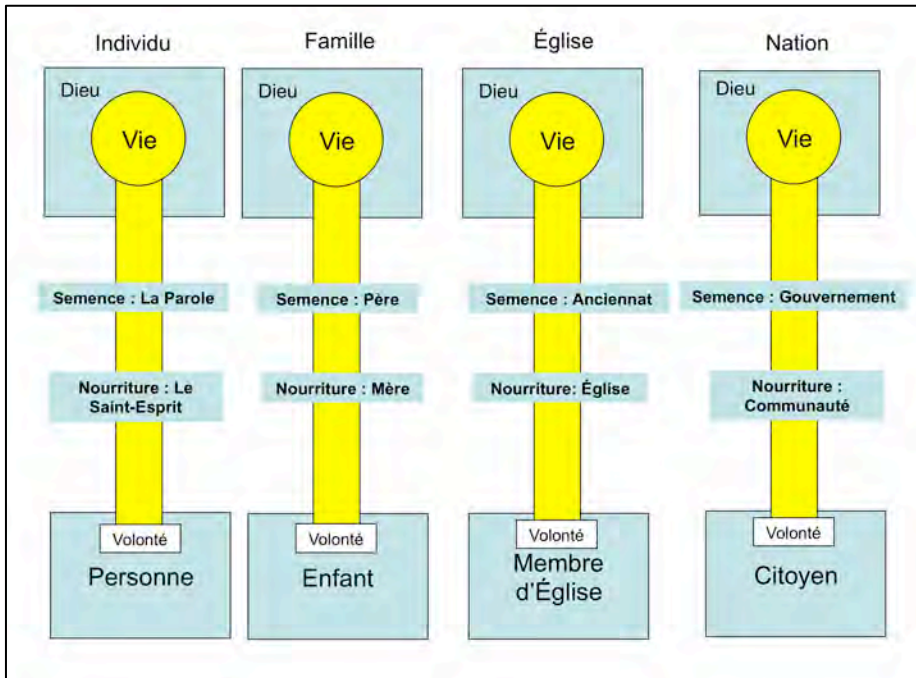 Individu
Famille
Église
Nation
Dieu
Vie
Dieu
Vie
Dieu
Vie
Dieu
Vie
Semence : La Parole
Semence : Père
Semence : Anciennat
Semence : Gouvernement
Nourriture : Le
Saint-Esprit
Nourriture : Mère
Nourriture: Église
Nourriture :
Communauté
Volonté
Personne
Volonté
Enfant
Volonté
Membre
d'Église
Volonté
Citoyen